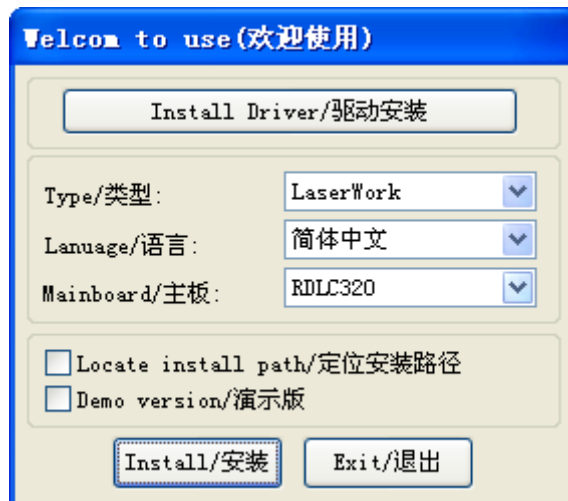 Welcom to use(欢迎使用)
Install Driver/驱动安装
Type/类型: LaserWork
Lanuage/语言: 简体中文
Mainboard/主板: RDLC320
Locate install path/定位安装路径
Demo version/演示版
Install/安装 Exit/退出